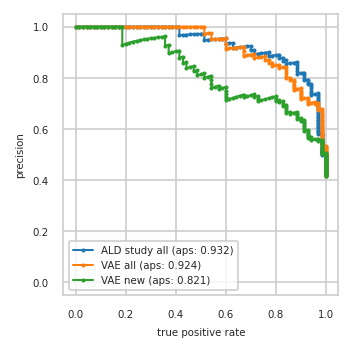 1.0
0.8
0.6
0.4
0.2
0.0
precision
ALD study all (aps: 0.932)
VAE all (aps: 0.924)
VAE new (aps: 0.821)
0.0 0.2 0.4 0.6 0.8 1.0
true positive rate